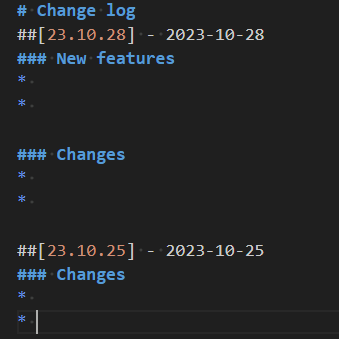 # Change log
##[23.10.28] - 2023-10-28
### New features
*
*
### Changes
*
*
##[23.10.25] - 2023-10-25
### Changes
*
*